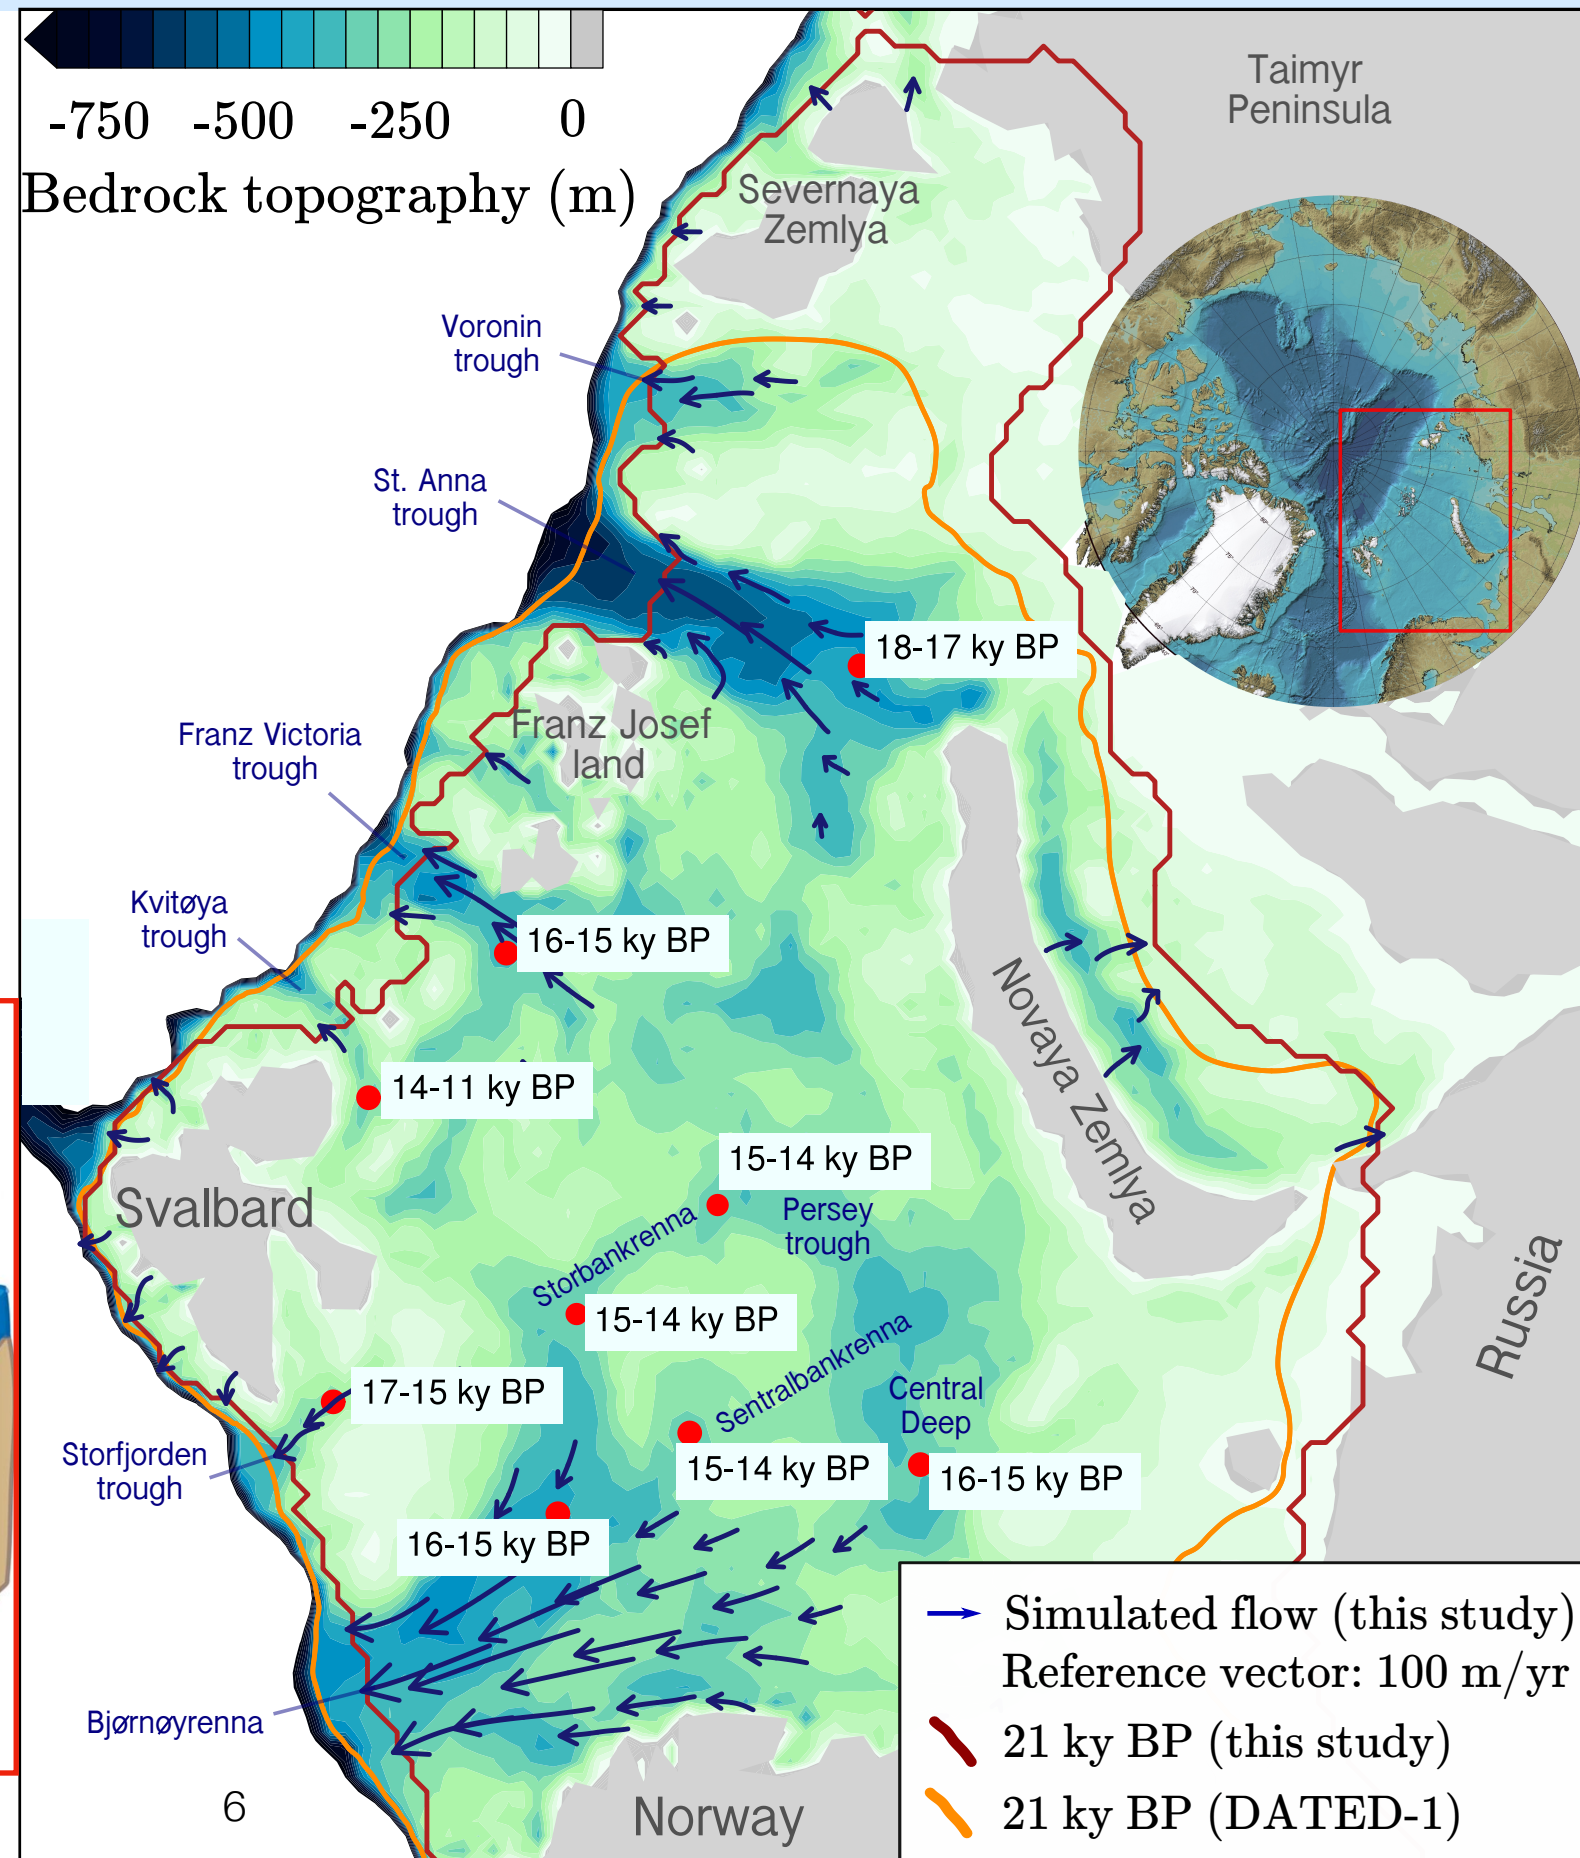 -750 -500 -250 0
Bedrock topography (m)
Taimyr
Peninsula
Severnaya
Zemlya
Voronin
trough
St. Anna
trough
18-17 ky BP
Franz Josef
land
Franz Victoria
trough
Kvitøya
trough
16-15 ky BP
Novaya Zemlya
14-11 ky BP
15-14 ky BP
Svalbard
Persey
trough
Storbankrenna
15-14 ky BP
Russia
Sentralbankrenna
17-15 ky BP
Central
Deep
Storfjorden
trough
15-14 ky BP
16-15 ky BP
16-15 ky BP
Bjørnøyrenna
6
Norway
Simulated flow (this study)
Reference vector: 100 m/yr
21 ky BP (this study)
21 ky BP (DATED-1)